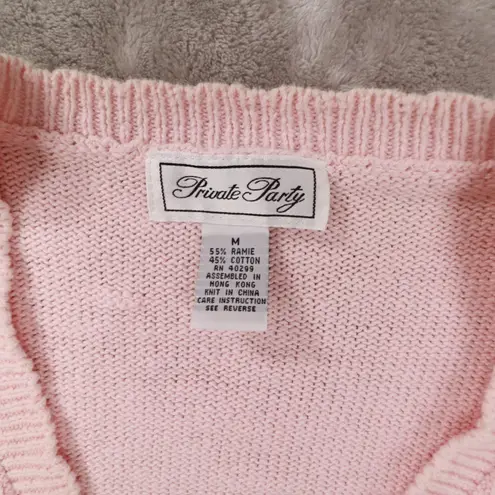 Private Party
M
55% RAMIE
45% COTTON
RN 40299
ASSEMBLED IN
HONG KONG
KNIT IN CHINA
CARE INSTRUCTION
SEE REVERSE